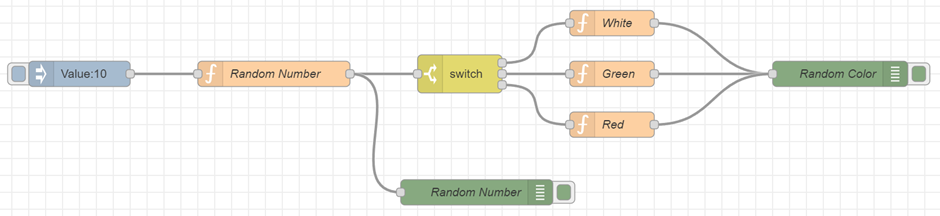 White
Value:10
Random Number
switch
Green
Random Color
Red
Random Number